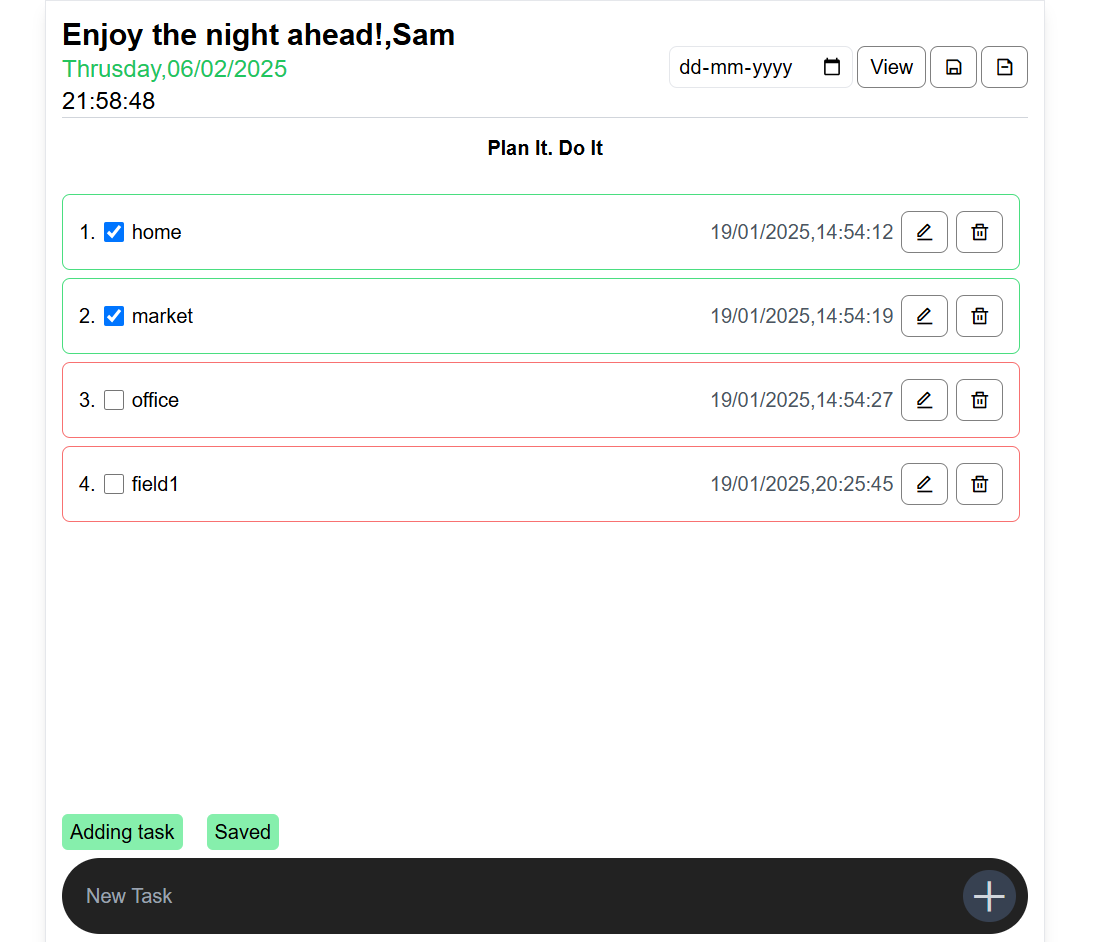 Enjoy the night ahead!,Sam
Thrusday,06/02/2025
21:58:48
dd-mm-yyyy
View
Plan It. Do It
1. home 19/01/2025,14:54:12
2. market 19/01/2025,14:54:19
3. office 19/01/2025,14:54:27
4. field1 19/01/2025,20:25:45
Adding task Saved
New Task